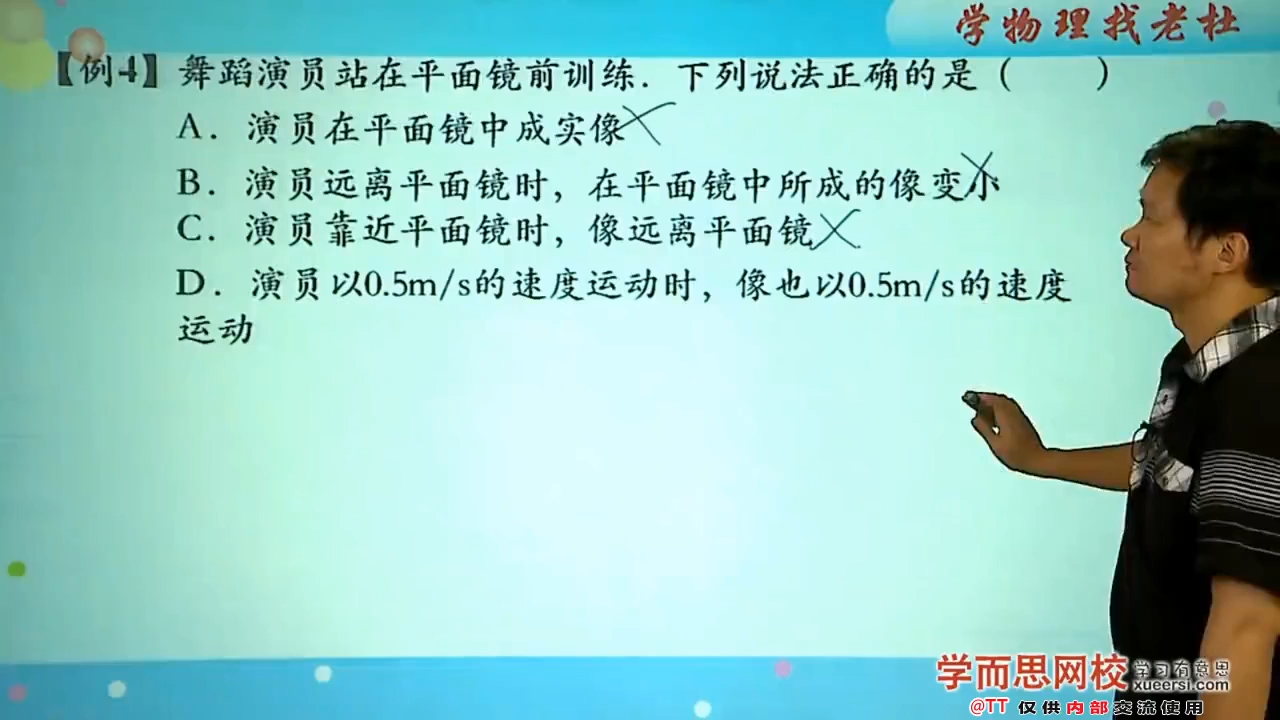 学物理找老杜
【例4】舞蹈演员站在平面镜前训练．下列说法正确的是（　　）
A．演员在平面镜中成实像
B．演员远离平面镜时，在平面镜中所成的像变小
C．演员靠近平面镜时，像远离平面镜
D．演员以0.5m/s的速度运动时，像也以0.5m/s的速度
运动
学而思网校 学习有意思
xueersi.com
@TT 仅供内部交流使用